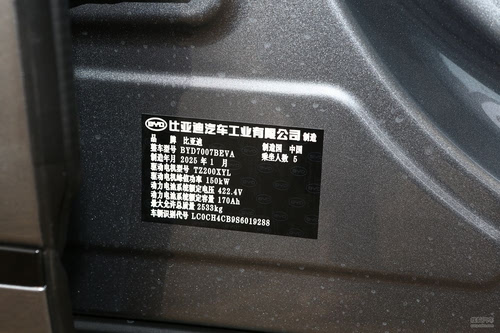 BYD 比亚迪汽车工业有限公司 制造
品牌 比亚迪 制造国 中国
整车型号 BYD7007BEVA 乘坐人数 5
制造年月 2025 年 1 月
驱动电机型号 TZ200XYL
驱动电机峰值功率 150kW
动力电池系统额定电压 422.4V
动力电池系统额定容量 170Ah
最大允许总质量 2533kg
车辆识别代号 LC0CH4CB9S6019288